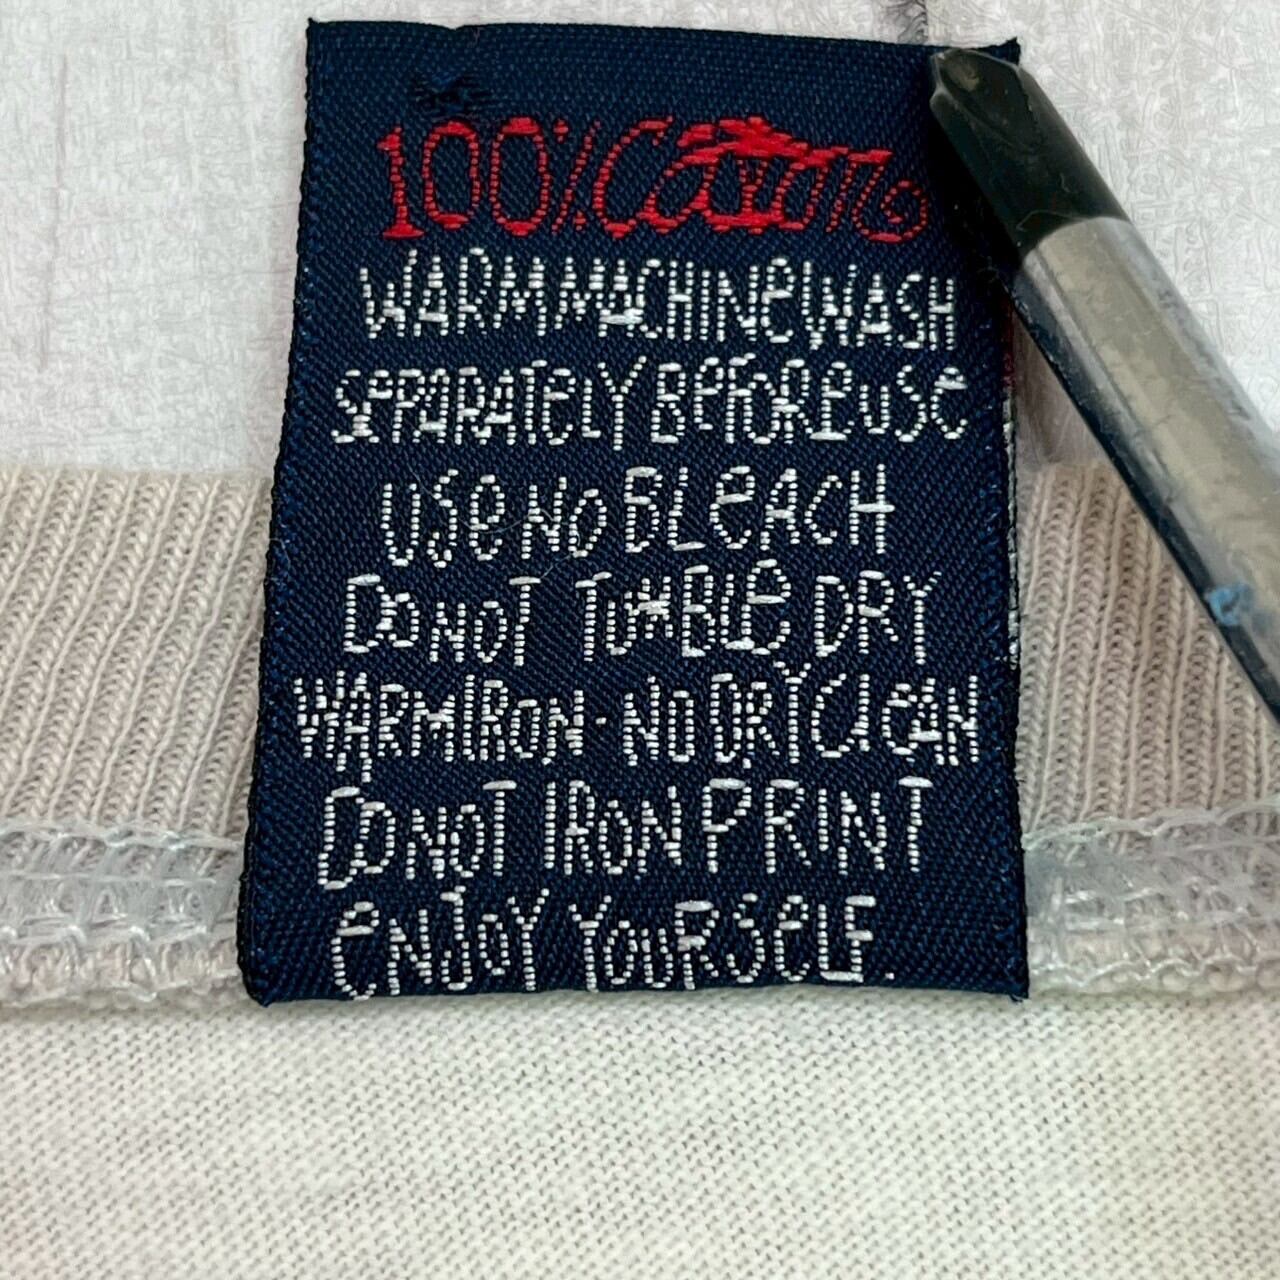 100% Cotton
WARM MACHINE WASH
SEPARATELY BEFORE USE
USE NO BLEACH
DO NOT TUMBLE DRY
WARM IRON - NO DRY CLEAN
DO NOT IRON PRINT
ENJOY YOURSELF.